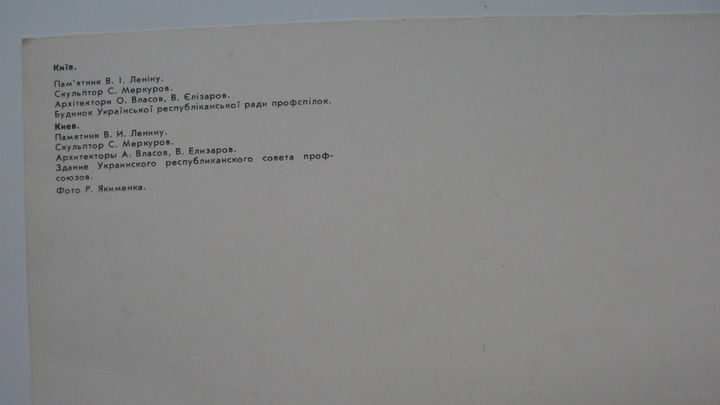 Київ.
Пам'ятник В. І. Леніну.
Скульптор С. Меркуров.
Архітектори О. Власов, В. Єлізаров.
Будинок Української республіканської ради профспілок.
Киев.
Памятник В. И. Ленину.
Скульптор С. Меркуров.
Архитекторы А. Власов, В. Елизаров.
Здание Украинского республиканского совета проф-
союзов.
Фото Р. Якименка.